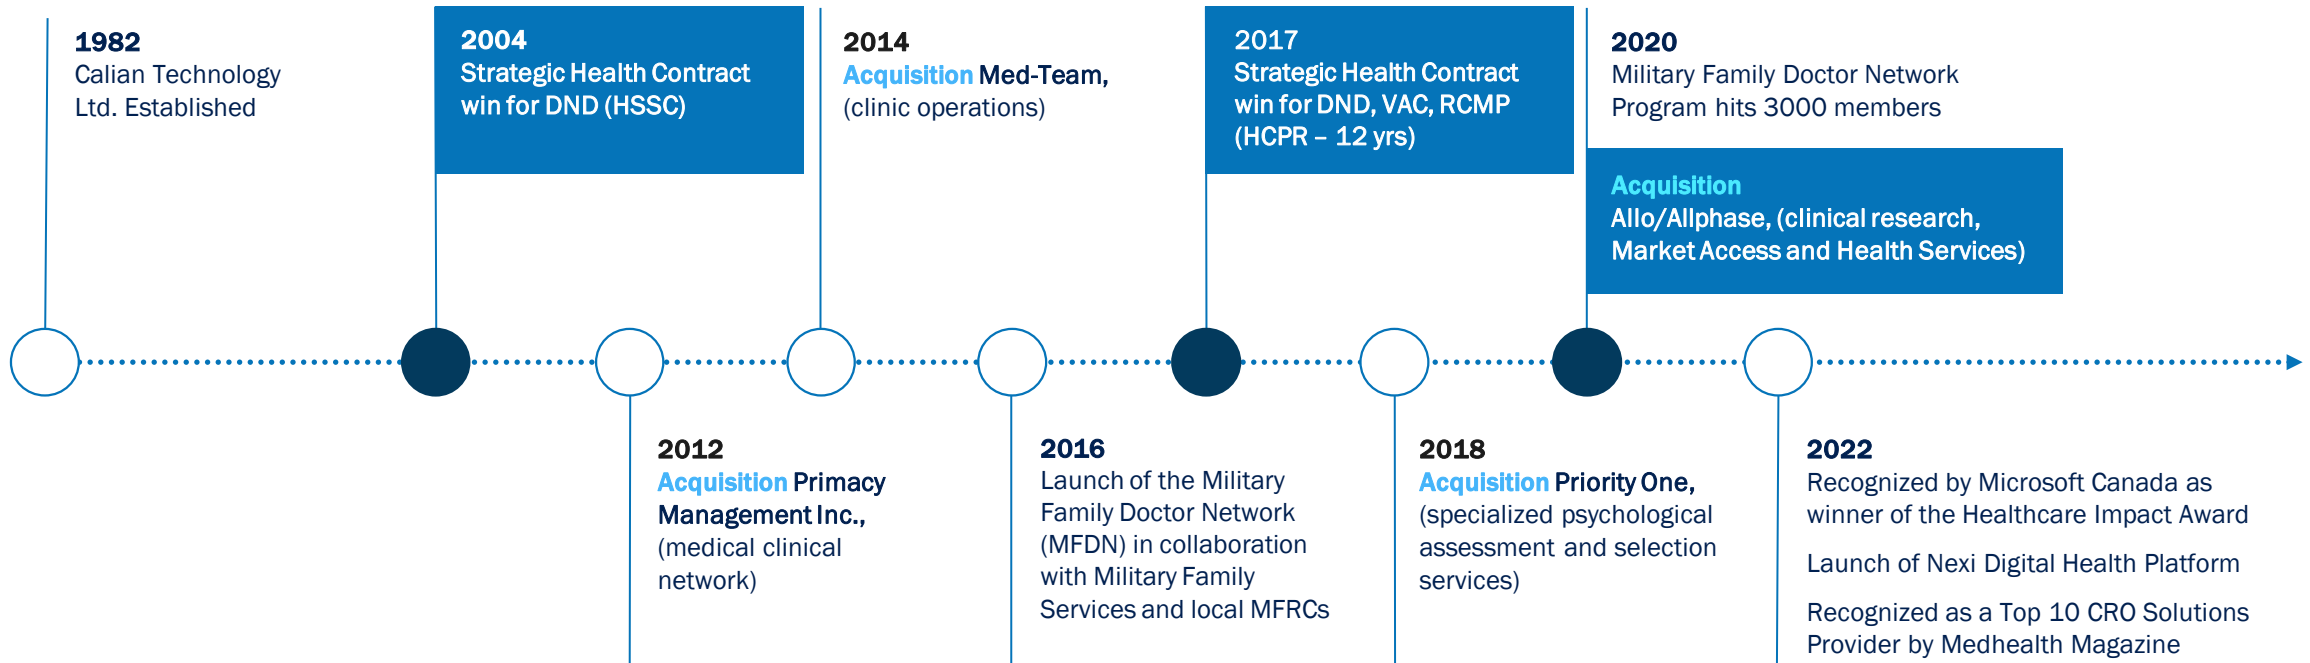 1982
Calian Technology
Ltd. Established
2004
Strategic Health Contract
win for DND (HSSC)
2014
Acquisition Med-Team,
(clinic operations)
2017
Strategic Health Contract
win for DND, VAC, RCMP
(HCPR – 12 yrs)
2020
Military Family Doctor Network
Program hits 3000 members
Acquisition
Allo/Allphase, (clinical research,
Market Access and Health Services)
2012
Acquisition Primacy
Management Inc.,
(medical clinical
network)
2016
Launch of the Military
Family Doctor Network
(MFDN) in collaboration
with Military Family
Services and local MFRCs
2018
Acquisition Priority One,
(specialized psychological
assessment and selection
services)
2022
Recognized by Microsoft Canada as
winner of the Healthcare Impact Award
Launch of Nexi Digital Health Platform
Recognized as a Top 10 CRO Solutions
Provider by Medhealth Magazine